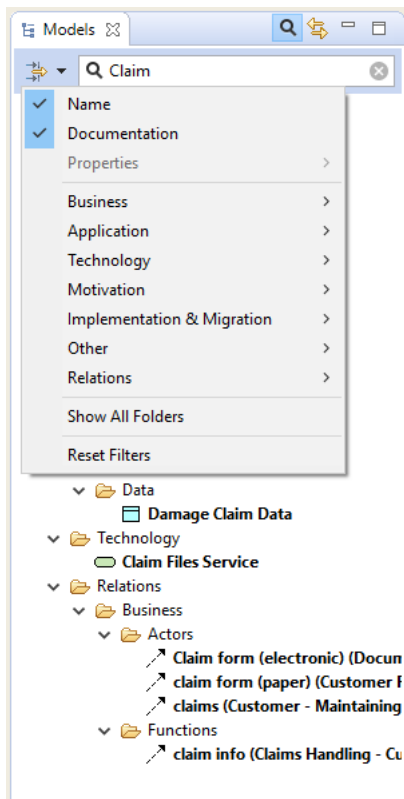 Models
Claim
Name
Documentation
Properties
Business
Application
Technology
Motivation
Implementation & Migration
Other
Relations
Show All Folders
Reset Filters
Data
Damage Claim Data
Technology
Claim Files Service
Relations
Business
Actors
Claim form (electronic) (Docum
claim form (paper) (Customer
claims (Customer - Maintaining
Functions
claim info (Claims Handling - Cu